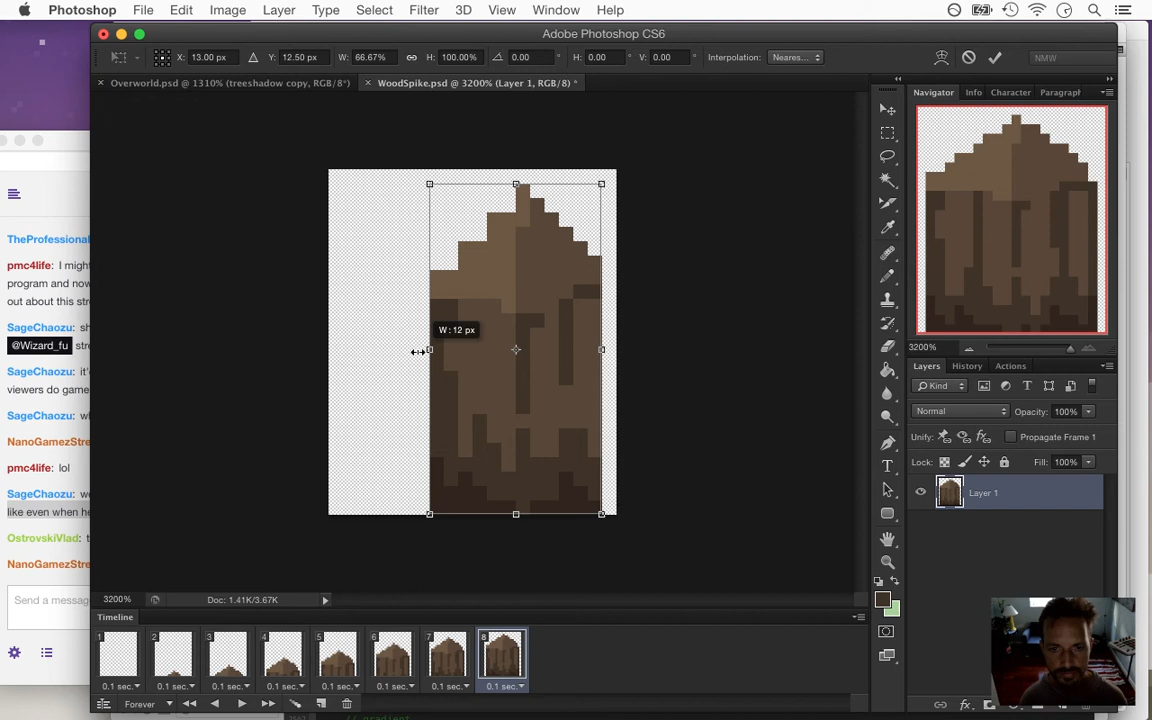 Photoshop File Edit Image Layer Type Select Filter 3D View Window Help
Adobe Photoshop CS6
X: 13.00 px Y: 12.50 px W: 66.67% H: 100.00% 0.00 H: 0.00 V: 0.00 Interpolation: Neares... NMW
Overworld.psd @ 1310% (treeshadow copy, RGB/8*) WoodSpike.psd @ 3200% (Layer 1, RGB/8) *
Navigator Info Character Paragraph
TheProfessional
pmc4life: I might
program and now
out about this str
SageChaozu: sh
@Wizard_fu str
SageChaozu: it's
viewers do game
SageChaozu: wh
NanoGamezStre
pmc4life: lol
SageChaozu: we
like even when he
OstrovskiVlad: t
NanoGamezStre
Send a message
W : 12 px
3200%
Layers History Actions
Kind
Normal Opacity: 100%
Unify: Propagate Frame 1
Lock: Fill: 100%
Layer 1
3200% Doc: 1.41K/3.67K
Timeline
1 2 3 4 5 6 7 8
0.1 sec. 0.1 sec. 0.1 sec. 0.1 sec. 0.1 sec. 0.1 sec. 0.1 sec. 0.1 sec.
Forever
// gradient